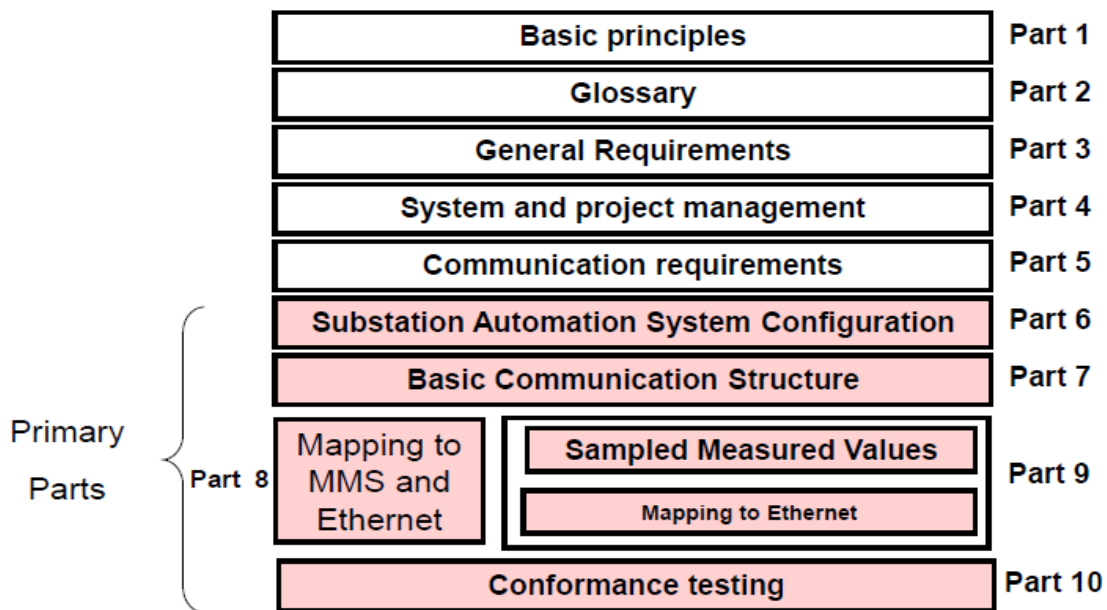 Basic principles Part 1
Glossary Part 2
General Requirements Part 3
System and project management Part 4
Communication requirements Part 5
Substation Automation System Configuration Part 6
Basic Communication Structure Part 7
Primary
Parts
Part 8
Mapping to
MMS and
Ethernet
Sampled Measured Values
Mapping to Ethernet
Part 9
Conformance testing Part 10